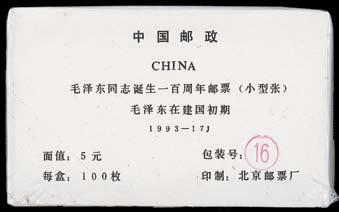 中国邮政
CHINA
毛泽东同志诞生一百周年邮票（小型张）
毛泽东在建国初期
1993—17J
面值：5元 包装号：16
每盒：100枚 印制：北京邮票厂